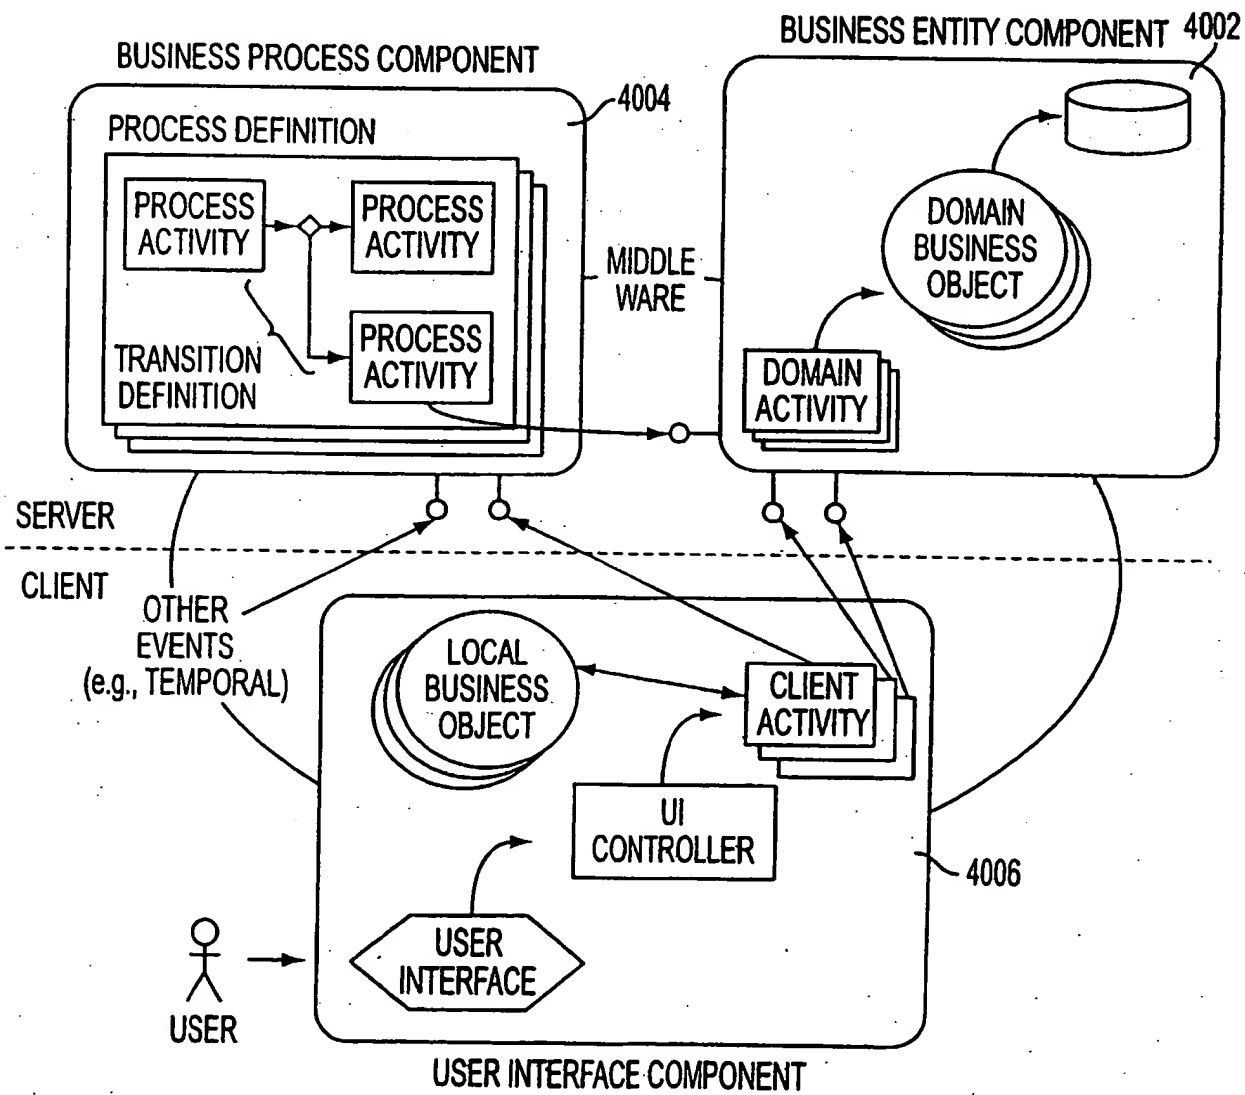 BUSINESS PROCESS COMPONENT
4004
PROCESS DEFINITION
PROCESS
ACTIVITY
PROCESS
ACTIVITY
PROCESS
ACTIVITY
TRANSITION
DEFINITION
MIDDLE
WARE
BUSINESS ENTITY COMPONENT
4002
DOMAIN
BUSINESS
OBJECT
DOMAIN
ACTIVITY
SERVER
CLIENT
OTHER
EVENTS
(e.g., TEMPORAL)
LOCAL
BUSINESS
OBJECT
CLIENT
ACTIVITY
UI
CONTROLLER
4006
USER
INTERFACE
USER
USER INTERFACE COMPONENT